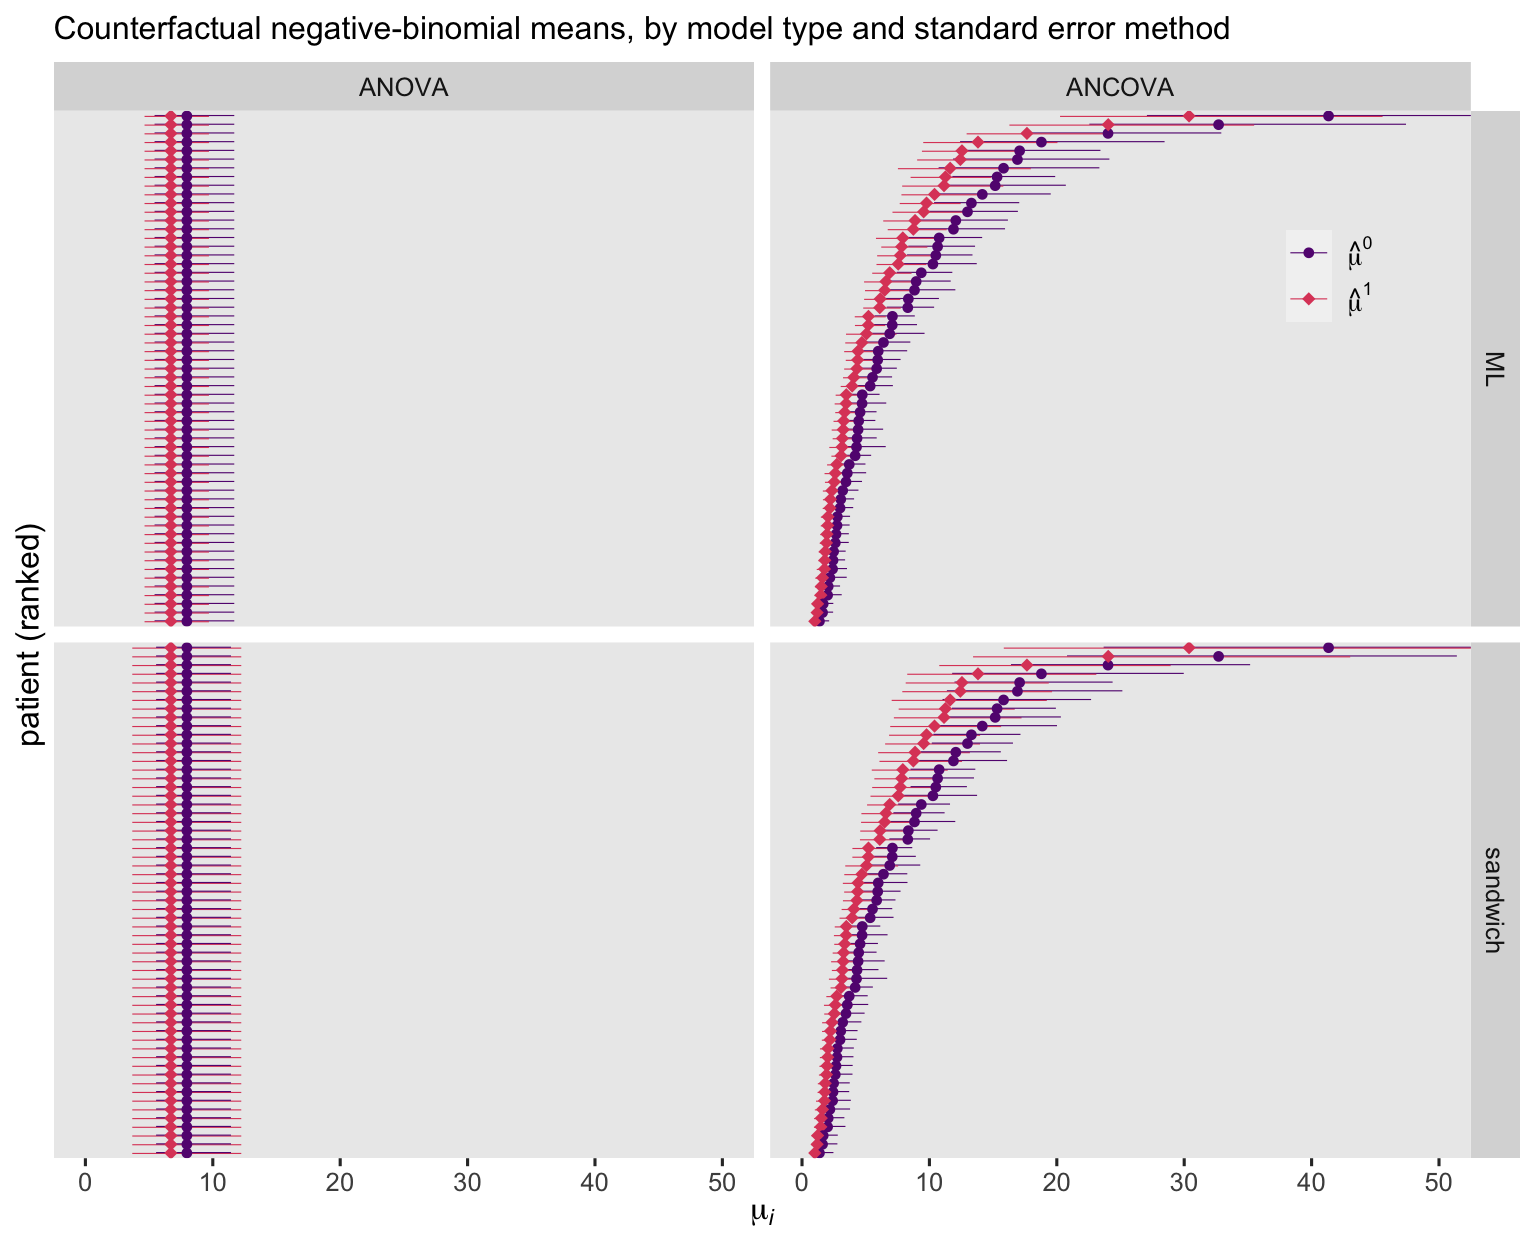 Counterfactual negative-binomial means, by model type and standard error method
ANOVA
ANCOVA
μ̂⁰
μ̂¹
ML
sandwich
patient (ranked)
0 10 20 30 40 50
0 10 20 30 40 50
μᵢ